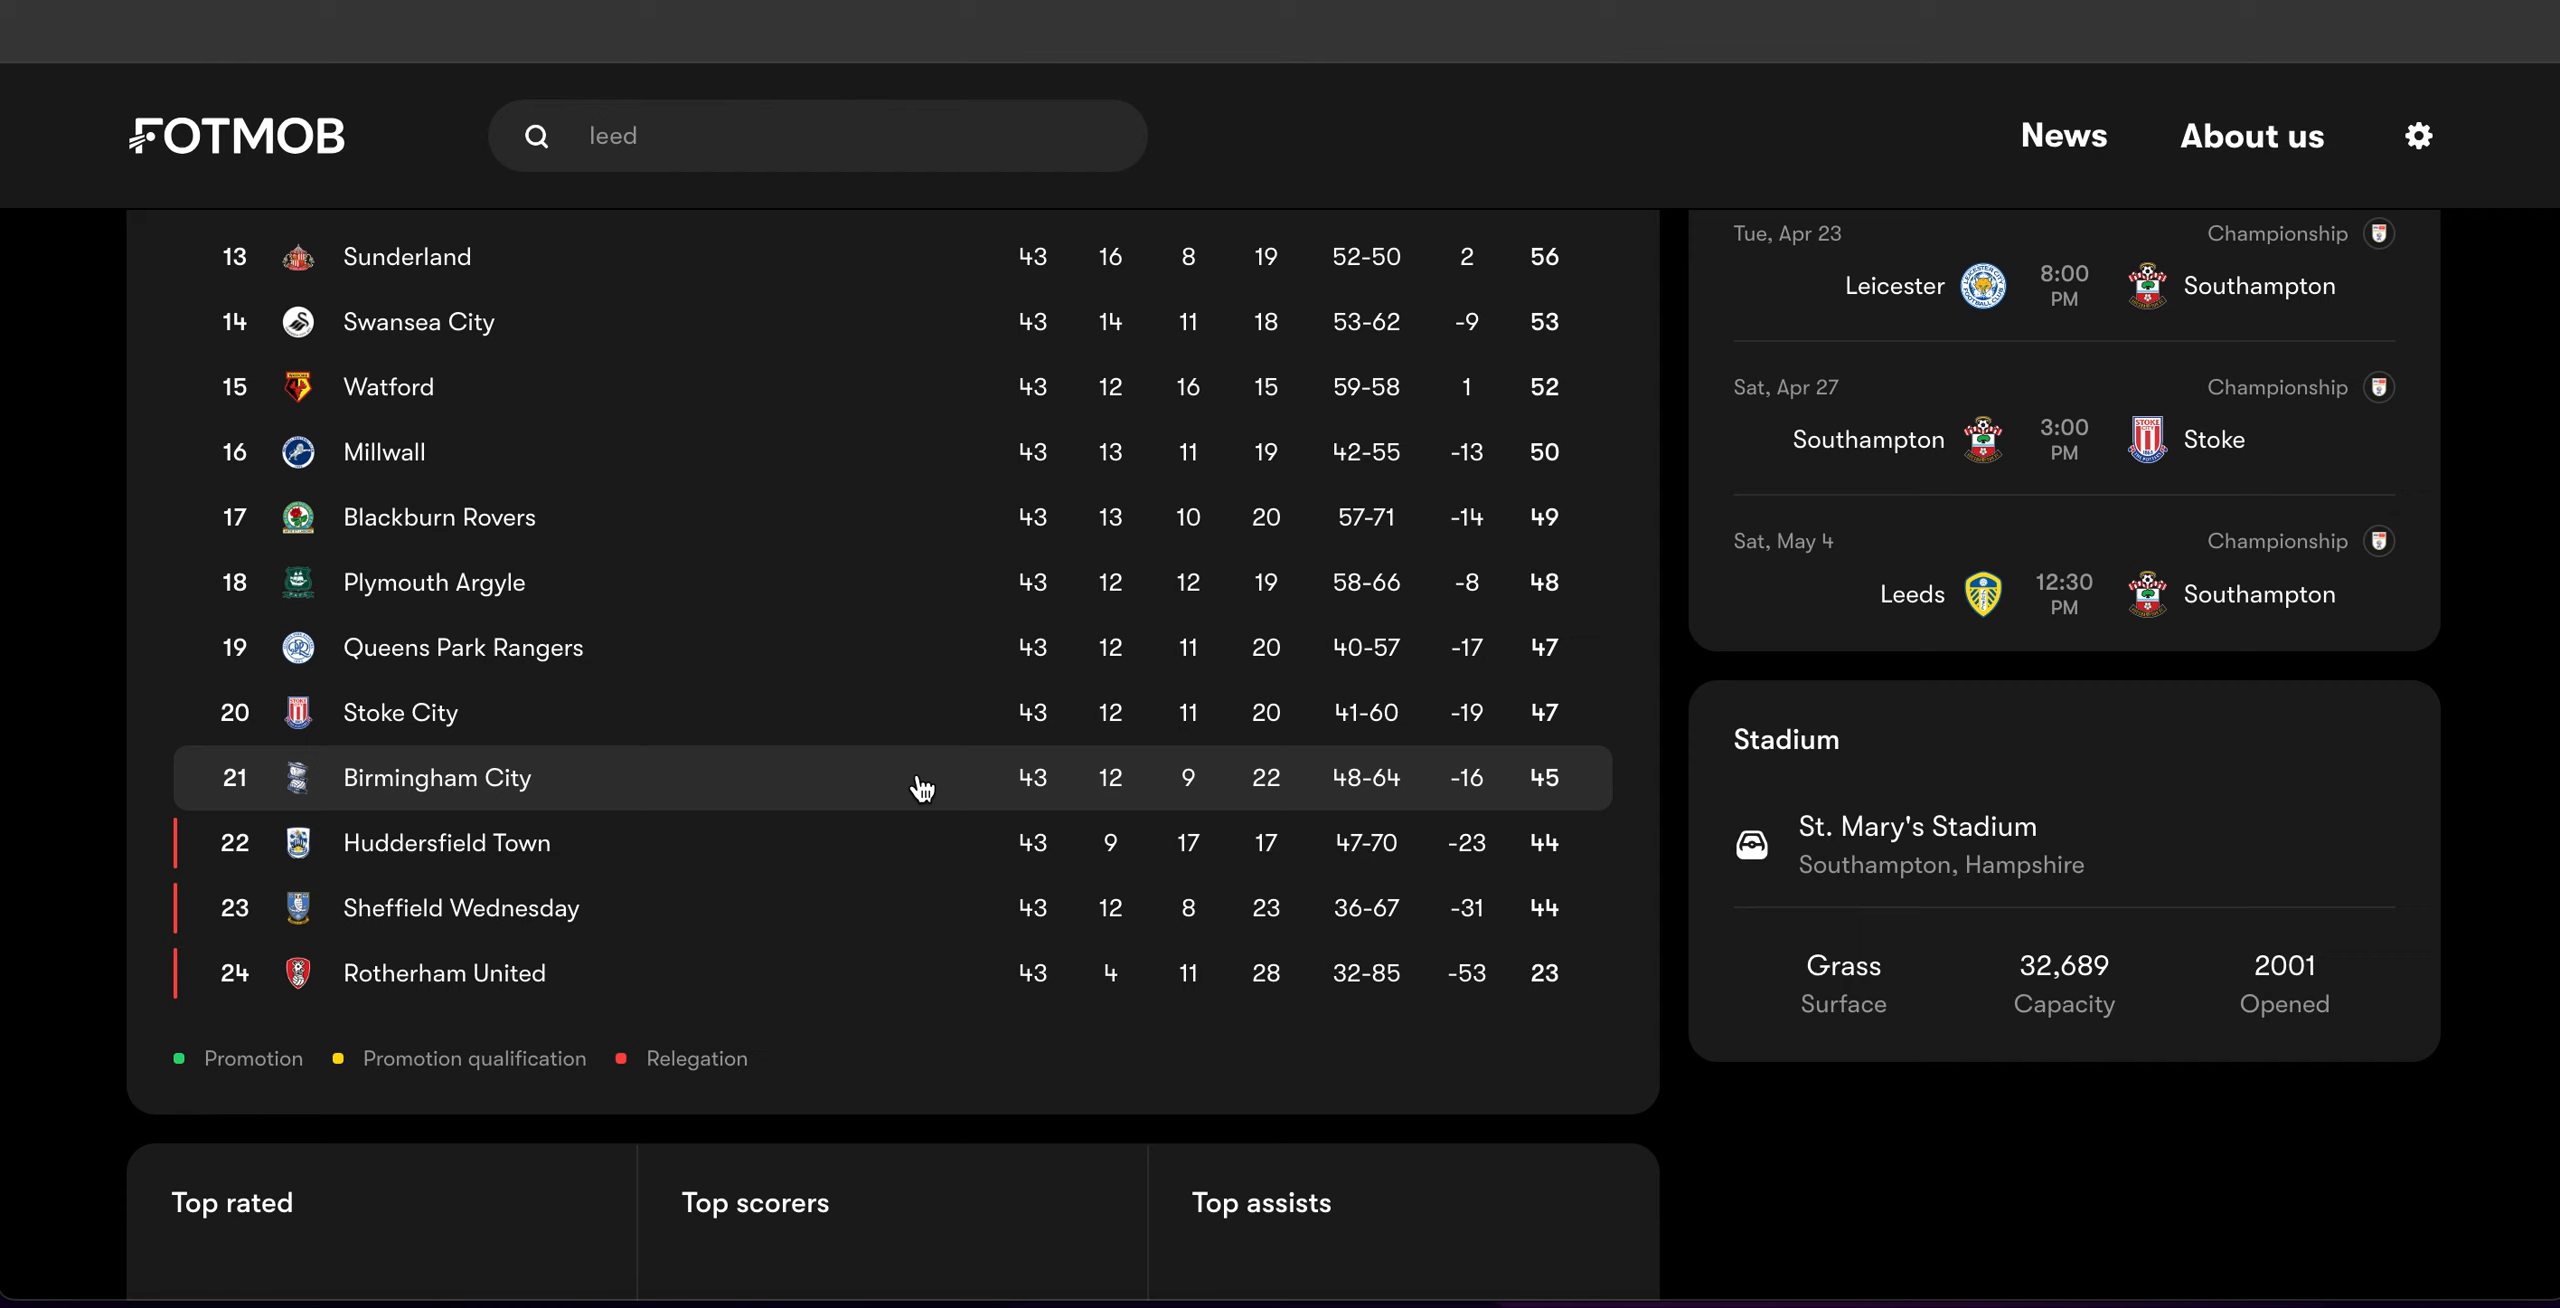 FOTMOB leed News About us
13 Sunderland 43 16 8 19 52-50 2 56
14 Swansea City 43 14 11 18 53-62 -9 53
15 Watford 43 12 16 15 59-58 1 52
16 Millwall 43 13 11 19 42-55 -13 50
17 Blackburn Rovers 43 13 10 20 57-71 -14 49
18 Plymouth Argyle 43 12 12 19 58-66 -8 48
19 Queens Park Rangers 43 12 11 20 40-57 -17 47
20 Stoke City 43 12 11 20 41-60 -19 47
21 Birmingham City 43 12 9 22 48-64 -16 45
22 Huddersfield Town 43 9 17 17 47-70 -23 44
23 Sheffield Wednesday 43 12 8 23 36-67 -31 44
24 Rotherham United 43 4 11 28 32-85 -53 23
Promotion Promotion qualification Relegation
Top rated Top scorers Top assists
Tue, Apr 23 Championship
Leicester 8:00 PM Southampton
Sat, Apr 27 Championship
Southampton 3:00 PM Stoke
Sat, May 4 Championship
Leeds 12:30 PM Southampton
Stadium
St. Mary's Stadium
Southampton, Hampshire
Grass 32,689 2001
Surface Capacity Opened